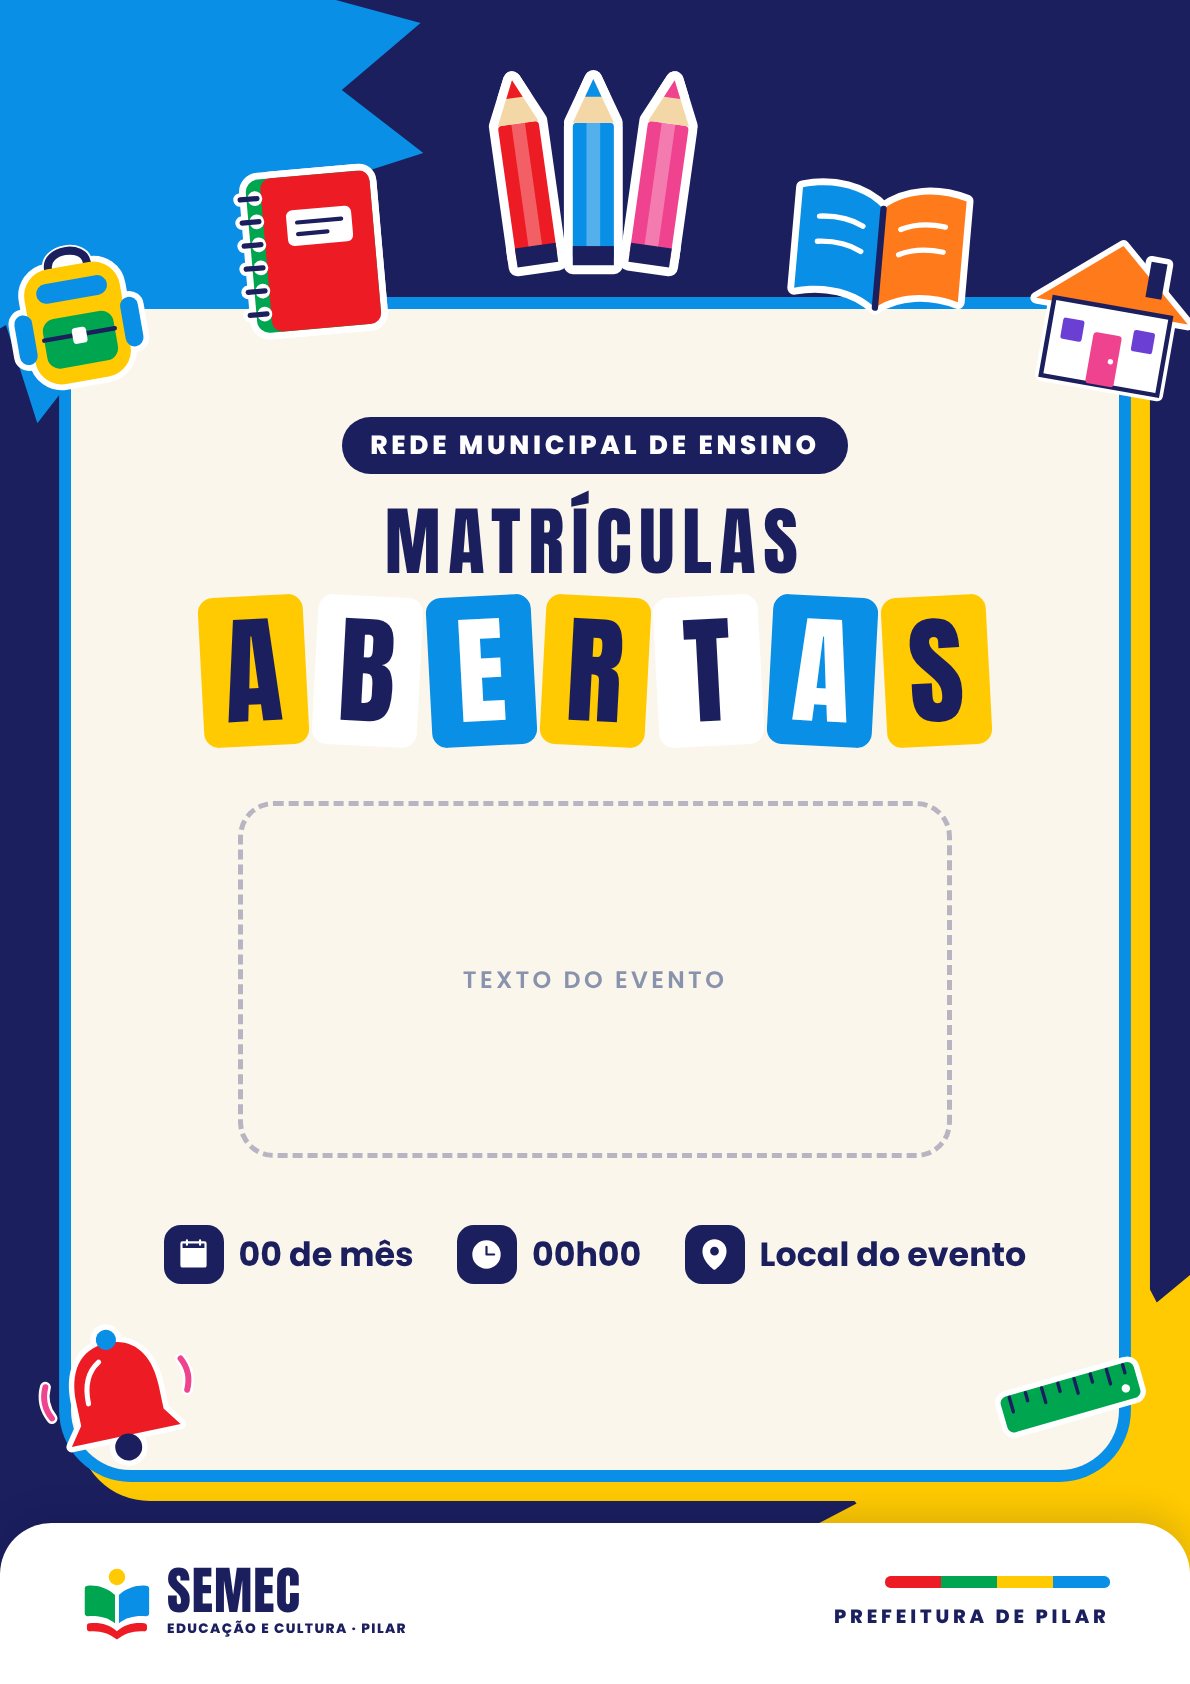 REDE MUNICIPAL DE ENSINO
MATRÍCULAS
ABERTAS
TEXTO DO EVENTO
00 de mês
00h00
Local do evento
SEMEC
EDUCAÇÃO E CULTURA · PILAR
PREFEITURA DE PILAR